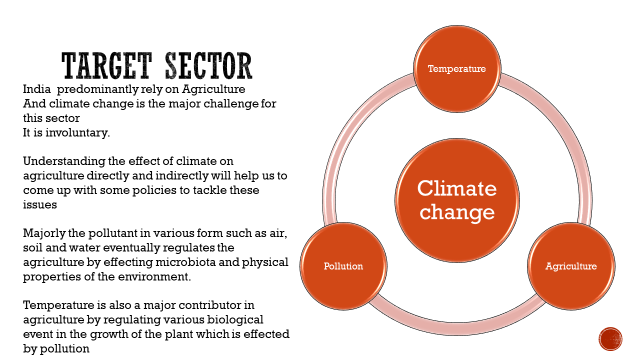 TARGET SECTOR
India predominantly rely on Agriculture
And climate change is the major challenge for
this sector
It is involuntary.
Understanding the effect of climate on
agriculture directly and indirectly will help us to
come up with some policies to tackle these
issues
Majorly the pollutant in various form such as air,
soil and water eventually regulates the
agriculture by effecting microbiota and physical
properties of the environment.
Temperature is also a major contributor in
agriculture by regulating various biological
event in the growth of the plant which is effected
by pollution
Temperature
Climate
change
Pollution
Agriculture